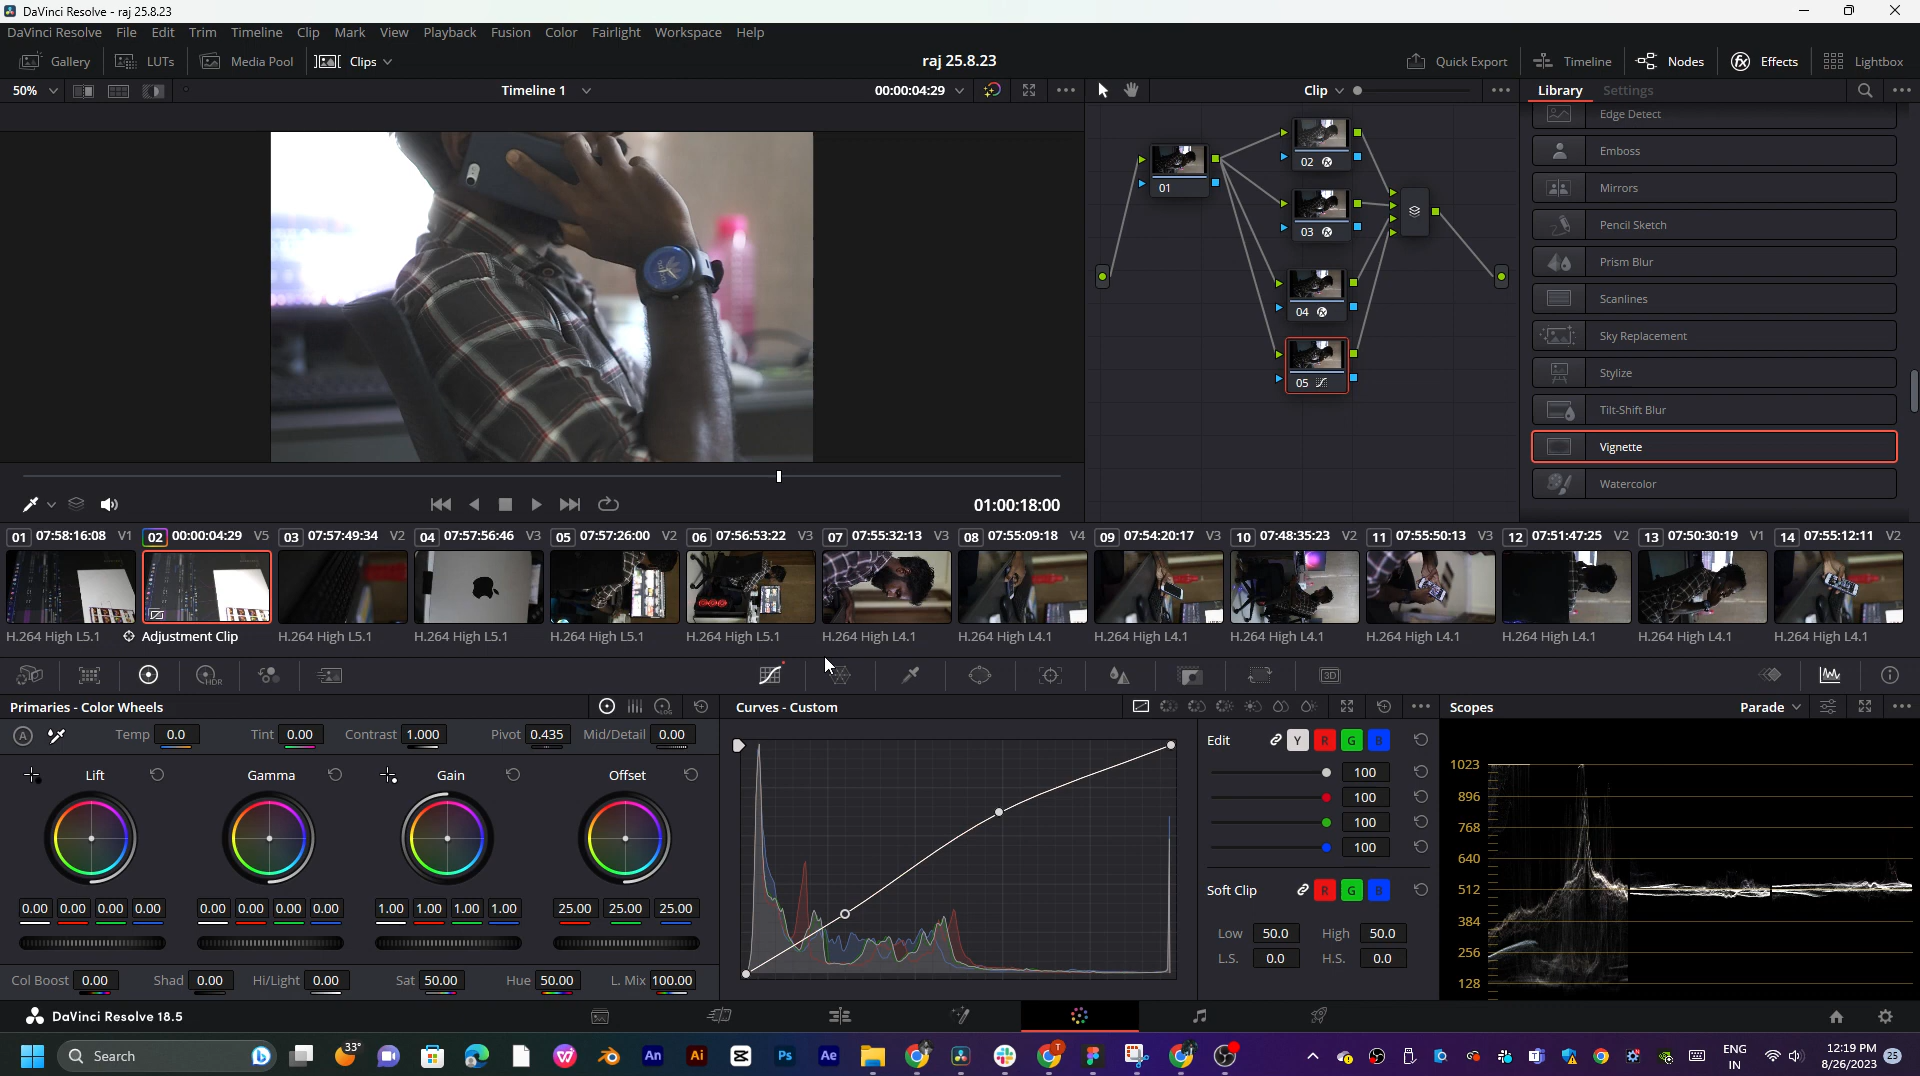 DaVinci Resolve - raj 25.8.23
DaVinci Resolve File Edit Trim Timeline Clip Mark View Playback Fusion Color Fairlight Workspace Help
Gallery LUTs Media Pool Clips raj 25.8.23 Quick Export Timeline Nodes Effects Lightbox
50% Timeline 1 00:00:04:29 Clip Library Settings
Edge Detect
Emboss
Mirrors
Pencil Sketch
Prism Blur
Scanlines
Sky Replacement
Stylize
Tilt-Shift Blur
Vignette
Watercolor
01
02
03
04
05
01:00:18:00
01 07:58:16:08 V1 02 00:00:04:29 V5 03 07:57:49:34 V2 04 07:57:56:46 V3 05 07:57:26:00 V2 06 07:56:53:22 V3 07 07:55:32:13 V3 08 07:55:09:18 V4 09 07:54:20:17 V3 10 07:48:35:23 V2 11 07:55:50:13 V3 12 07:51:47:25 V2 13 07:50:30:19 V1 14 07:55:12:11 V2
H.264 High L5.1 Adjustment Clip H.264 High L5.1 H.264 High L5.1 H.264 High L5.1 H.264 High L5.1 H.264 High L4.1 H.264 High L4.1 H.264 High L4.1 H.264 High L4.1 H.264 High L4.1 H.264 High L4.1 H.264 High L4.1 H.264 High L4.1
HDR 3D
Primaries - Color Wheels LOG Curves - Custom Scopes Parade
A Temp 0.0 Tint 0.00 Contrast 1.000 Pivot 0.435 Mid/Detail 0.00
Lift Gamma Gain Offset
0.00 0.00 0.00 0.00 0.00 0.00 0.00 0.00 1.00 1.00 1.00 1.00 25.00 25.00 25.00
Col Boost 0.00 Shad 0.00 Hi/Light 0.00 Sat 50.00 Hue 50.00 L. Mix 100.00
Edit Y R G B
100
100
100
100
Soft Clip R G B
Low 50.0 High 50.0
L.S. 0.0 H.S. 0.0
1023
896
768
640
512
384
256
128
DaVinci Resolve 18.5
Search 33° An Ai Ps Ae T ENG IN 12:19 PM 8/26/2023 25